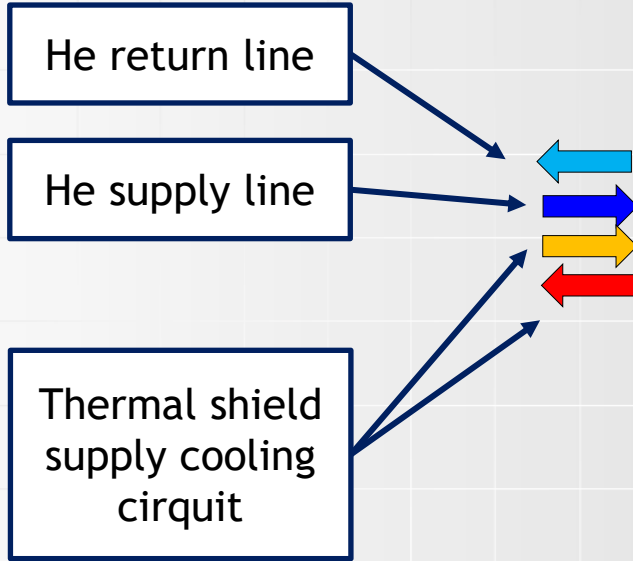 He return line
He supply line
Thermal shield
supply cooling
cirquit